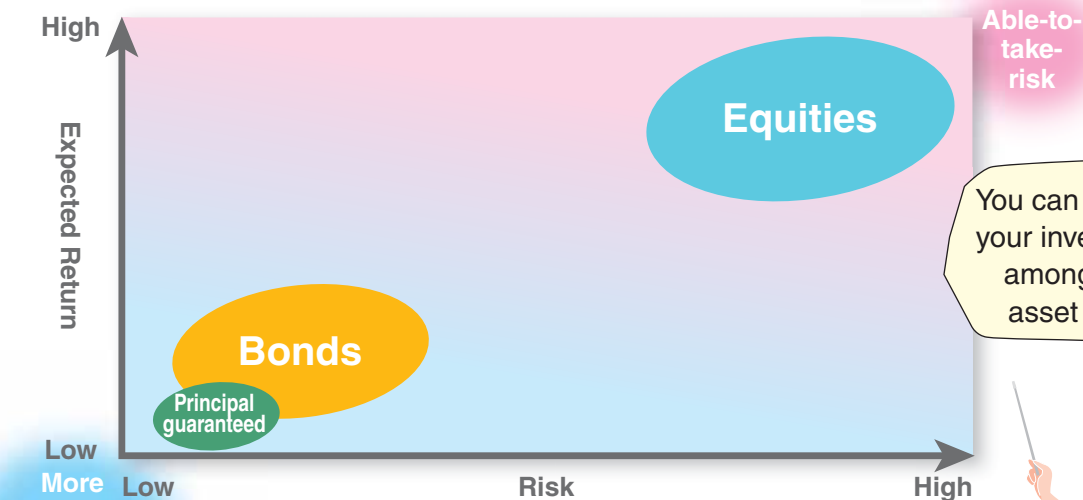 High
Able-to-
take-
risk
Equities
Expected Return
You can
your inve
among
asset
Bonds
Principal
guaranteed
Low
More
Low
Risk
High